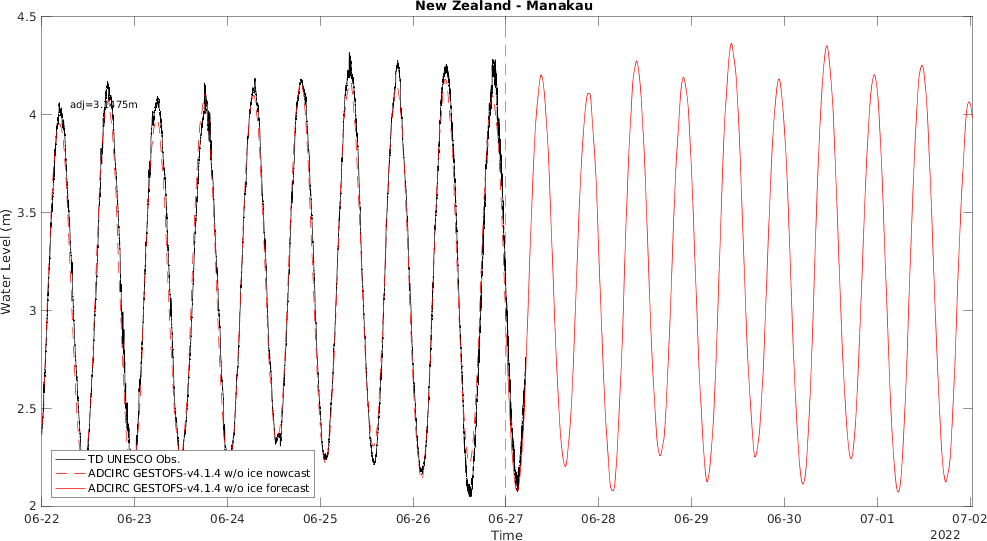 New Zealand - Manakau
4.5
4
3.5
3
2.5
2
Water Level (m)
TD UNESCO Obs.
ADCIRC GESTOFS-v4.1.4 w/o ice nowcast
ADCIRC GESTOFS-v4.1.4 w/o ice forecast
06-22 06-23 06-24 06-25 06-26 06-27 06-28 06-29 06-30 07-01 07-02
Time
2022